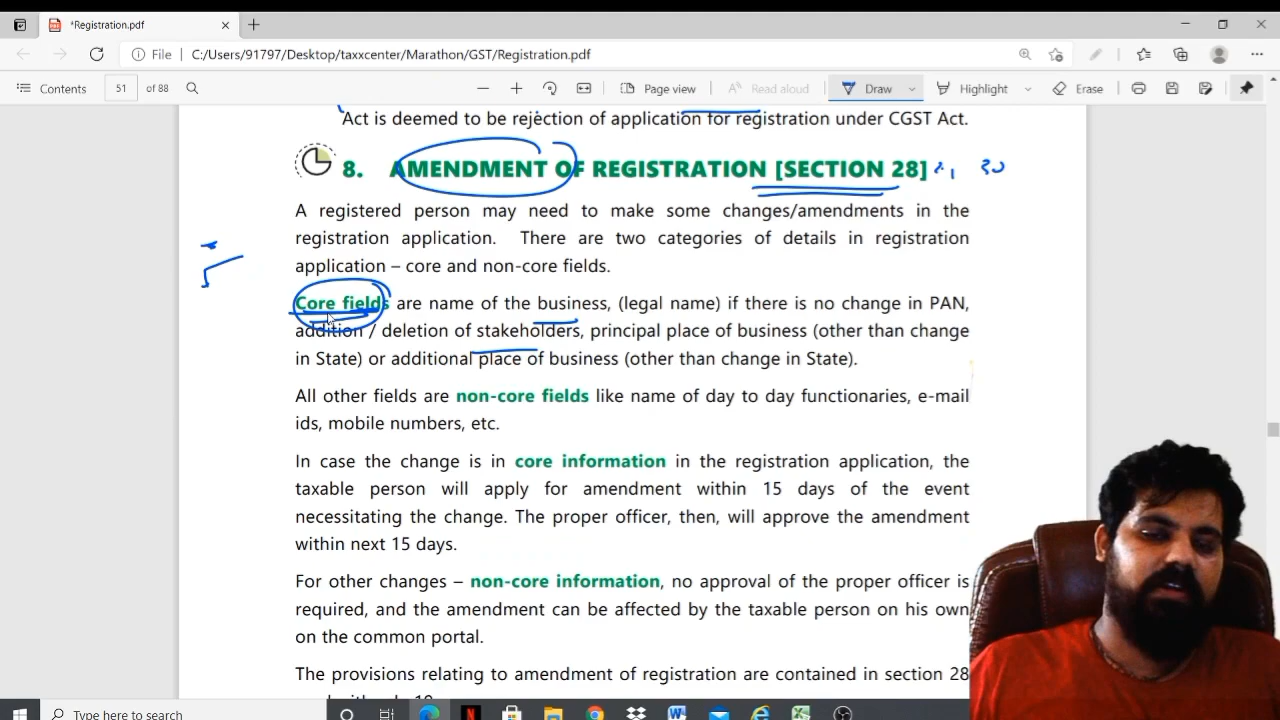 *Registration.pdf
File C:/Users/91797/Desktop/taxxcenter/Marathon/GST/Registration.pdf
Contents 51 of 88 Page view Read aloud Draw Highlight Erase
Act is deemed to be rejection of application for registration under CGST Act.
8. AMENDMENT OF REGISTRATION [SECTION 28] 30
A registered person may need to make some changes/amendments in the
registration application. There are two categories of details in registration
application – core and non-core fields.
Core fields are name of the business, (legal name) if there is no change in PAN,
addition / deletion of stakeholders, principal place of business (other than change
in State) or additional place of business (other than change in State).
All other fields are non-core fields like name of day to day functionaries, e-mail
ids, mobile numbers, etc.
In case the change is in core information in the registration application, the
taxable person will apply for amendment within 15 days of the event
necessitating the change. The proper officer, then, will approve the amendment
within next 15 days.
For other changes – non-core information, no approval of the proper officer is
required, and the amendment can be affected by the taxable person on his own
on the common portal.
The provisions relating to amendment of registration are contained in section 28
Type here to search